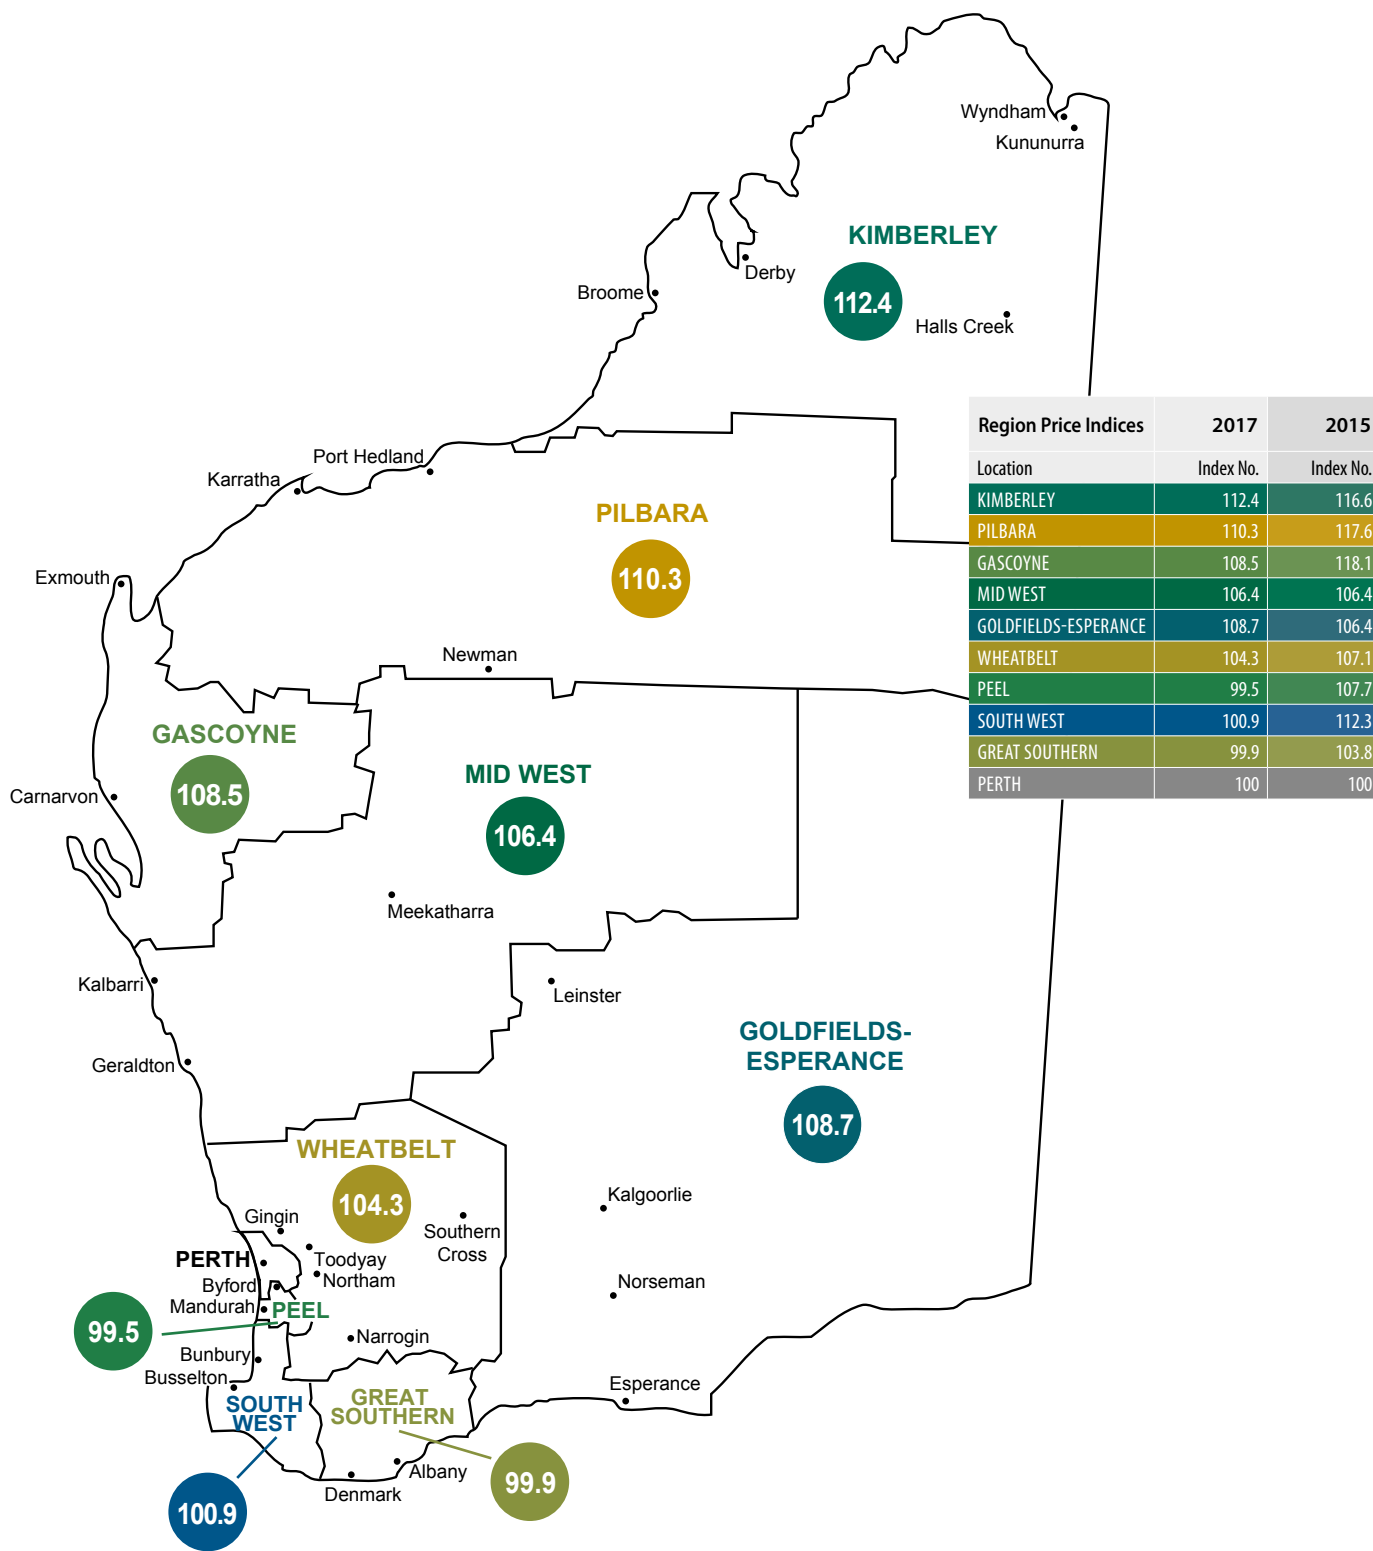 Wyndham
Kununurra
KIMBERLEY
Derby
Broome
112.4
Halls Creek
Region Price Indices 2017 2015
Location Index No. Index No.
KIMBERLEY 112.4 116.6
PILBARA 110.3 117.6
GASCOYNE 108.5 118.1
MID WEST 106.4 106.4
GOLDFIELDS-ESPERANCE 108.7 106.4
WHEATBELT 104.3 107.1
PEEL 99.5 107.7
SOUTH WEST 100.9 112.3
GREAT SOUTHERN 99.9 103.8
PERTH 100 100
Port Hedland
Karratha
PILBARA
110.3
Exmouth
Newman
GASCOYNE
108.5
MID WEST
106.4
Carnarvon
Meekatharra
Kalbarri
Leinster
GOLDFIELDS-
ESPERANCE
108.7
Geraldton
WHEATBELT
104.3
Gingin
Southern
Cross
Kalgoorlie
PERTH
Toodyay
Northam
Byford
Mandurah
PEEL
99.5
Norseman
Narrogin
Bunbury
Busselton
Esperance
SOUTH
WEST
GREAT
SOUTHERN
Albany
Denmark
99.9
100.9